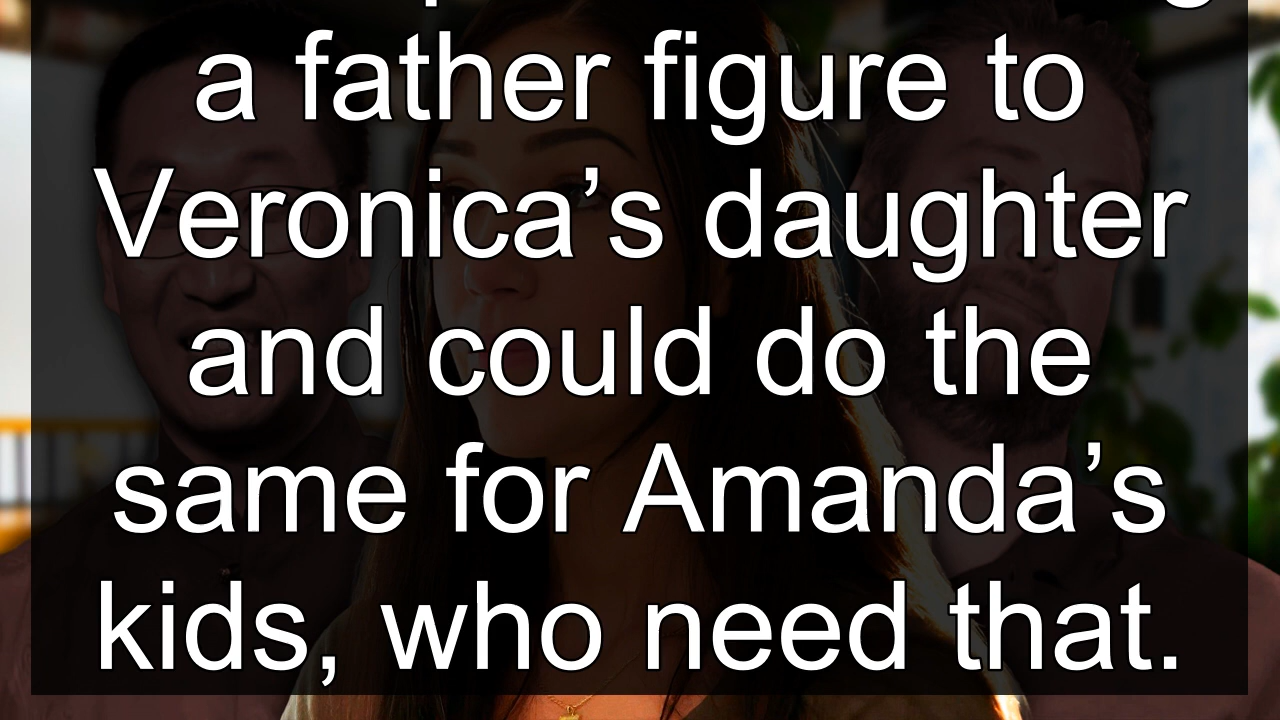 a father figure to
Veronica’s daughter
and could do the
same for Amanda’s
kids, who need that.